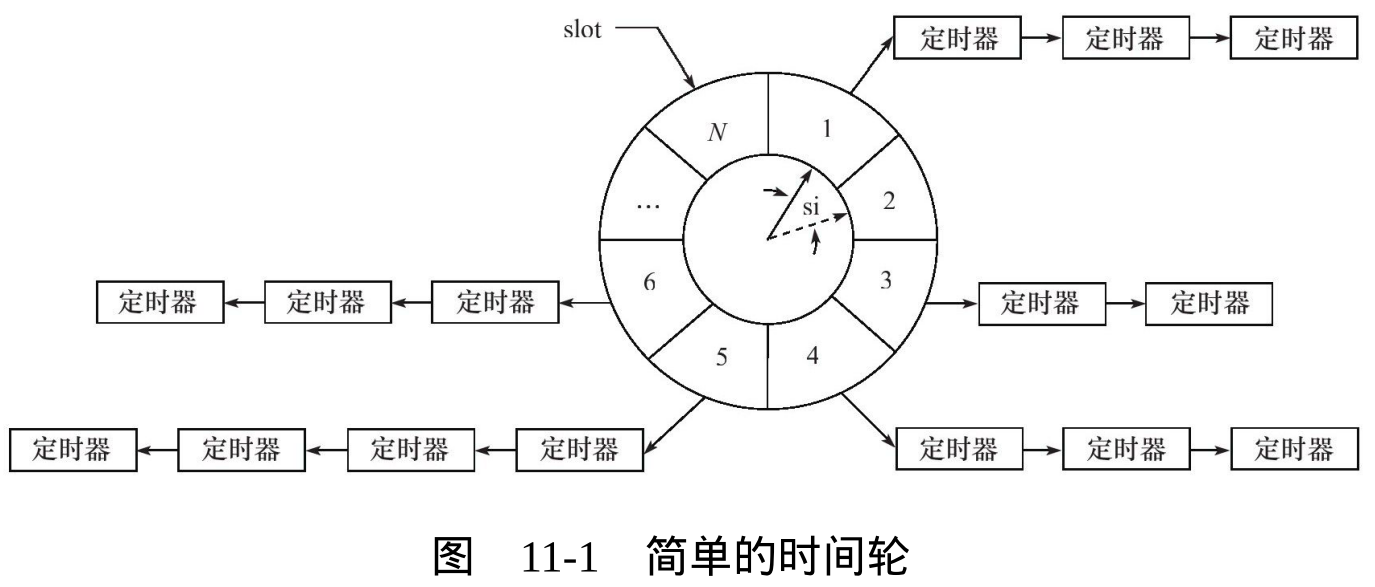 slot
定时器 定时器 定时器
N 1
… si 2
6 3
定时器 定时器 定时器 定时器 定时器
5 4
定时器 定时器 定时器 定时器 定时器 定时器 定时器
图 11-1 简单的时间轮